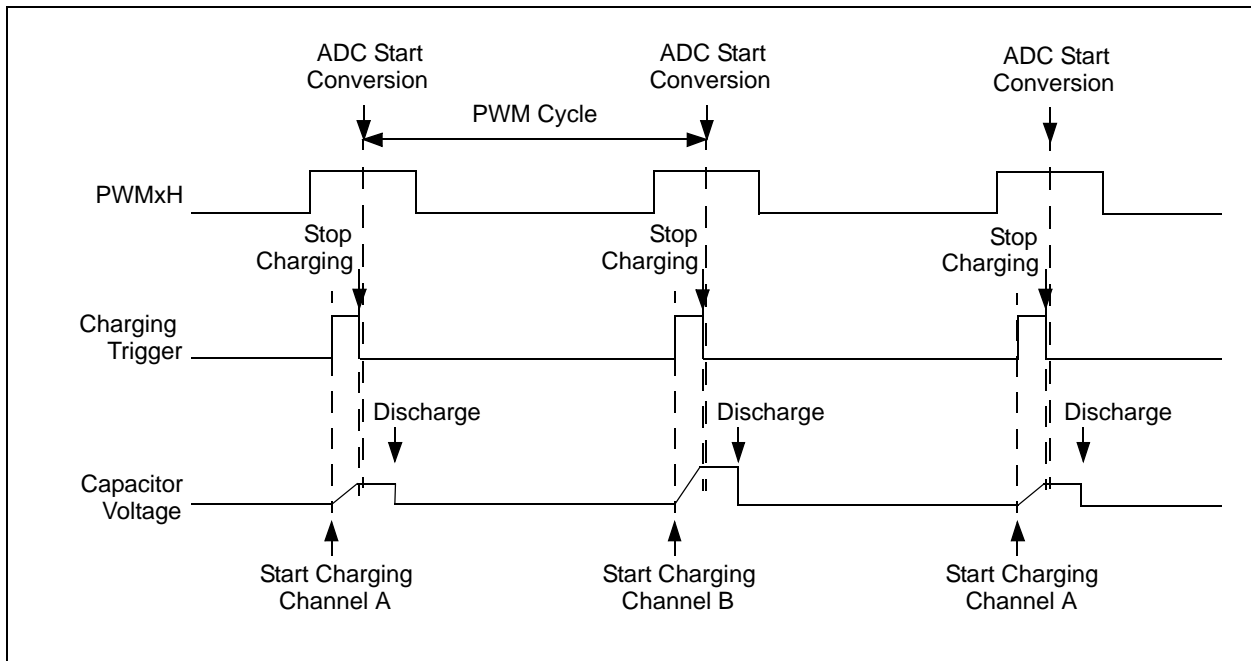 ADC Start
Conversion
ADC Start
Conversion
ADC Start
Conversion
PWM Cycle
PWMxH
Stop
Charging
Stop
Charging
Stop
Charging
Charging
Trigger
Discharge
Discharge
Discharge
Capacitor
Voltage
Start Charging
Channel A
Start Charging
Channel B
Start Charging
Channel A